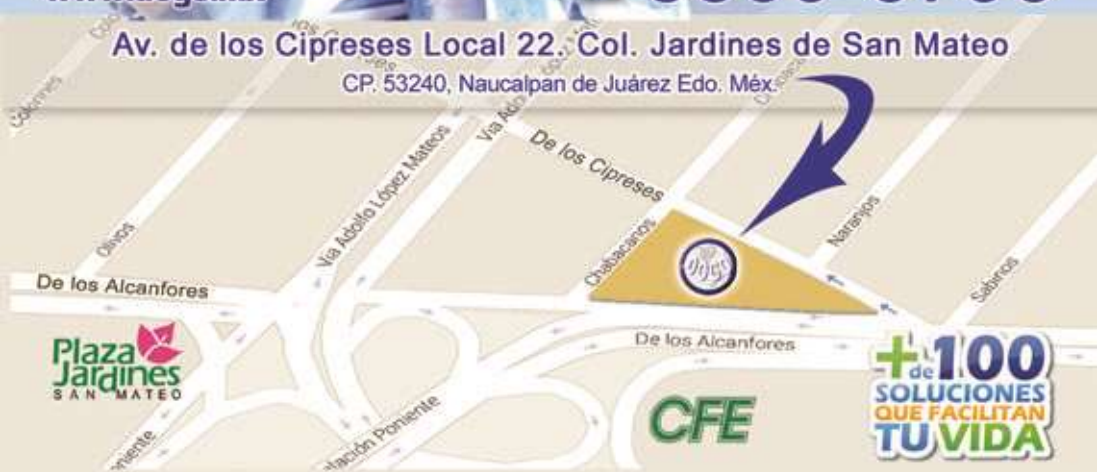 Av. de los Cipreses Local 22. Col. Jardines de San Mateo
CP. 53240, Naucalpan de Juárez Edo. Méx.
Colorines
Vía Adolfo López Mateos
De los Cipreses
Olivos
Chabacanos
Naranjos
Sabinos
De los Alcanfores
De los Alcanfores
Plaza
Jardines
SAN MATEO
CFE
+ de 100
SOLUCIONES
QUE FACILITAN
TU VIDA
Poniente